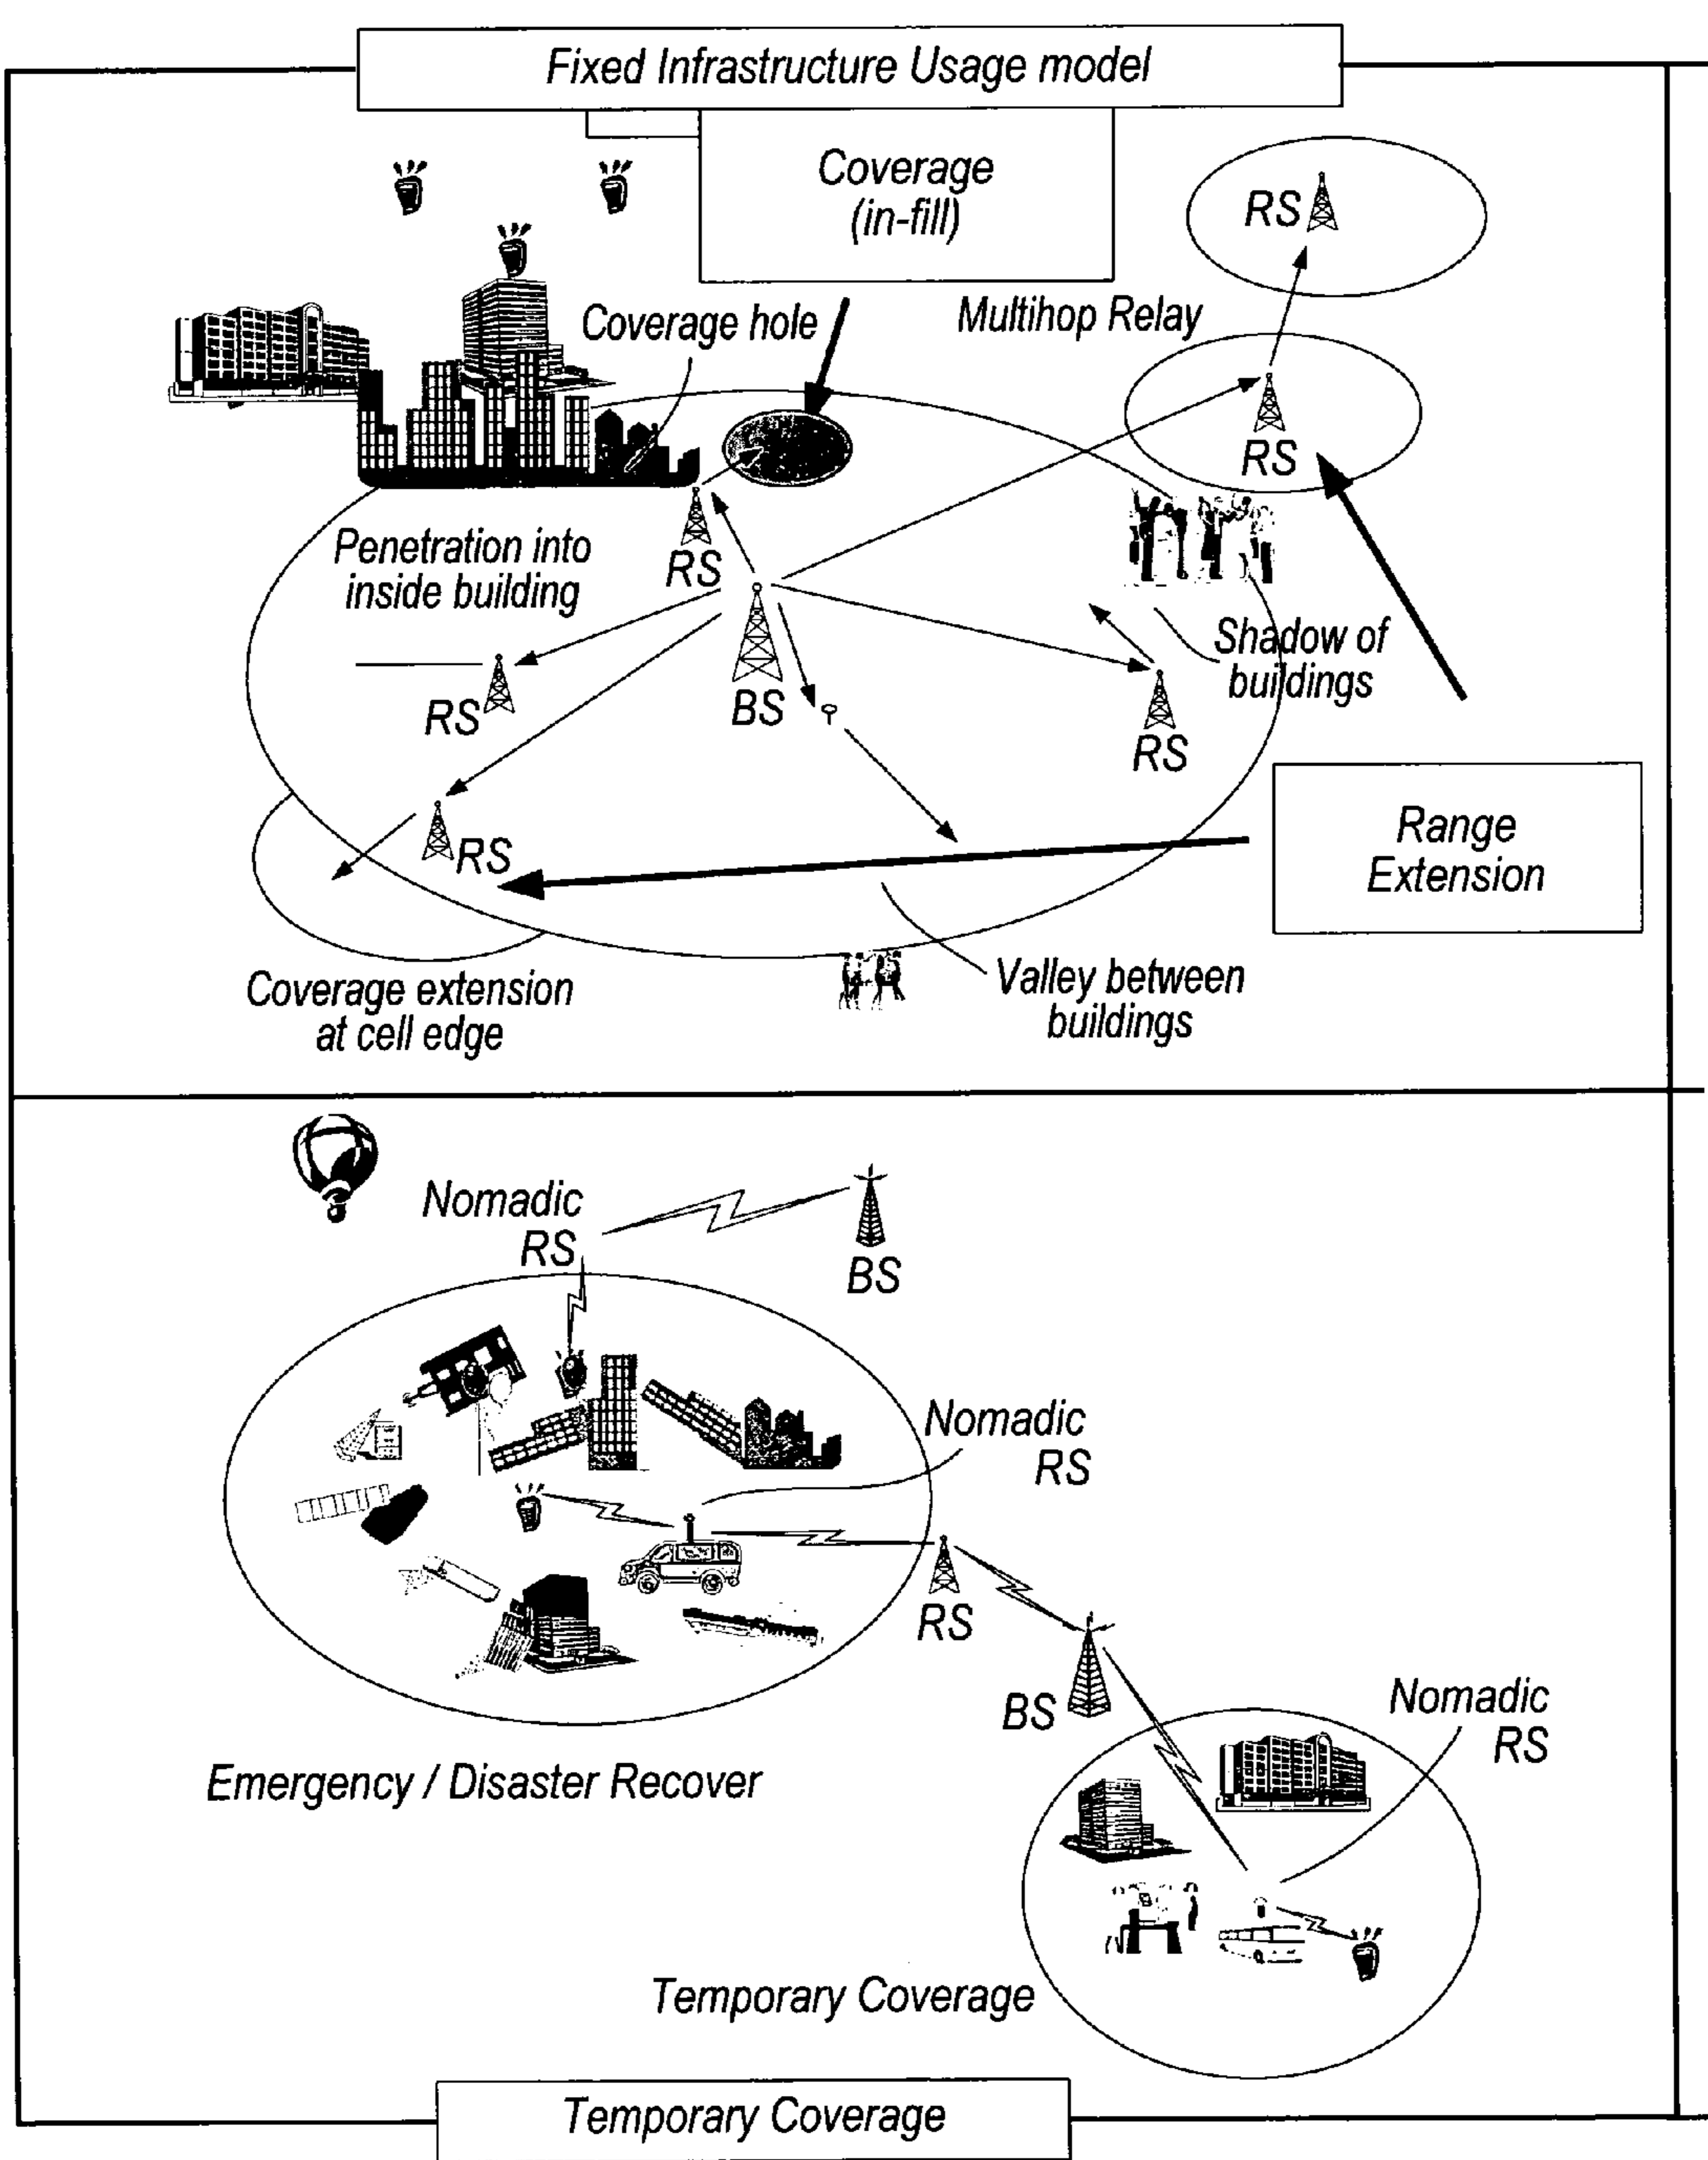 Fixed Infrastructure Usage model
Coverage
(in-fill)
RS
Coverage hole
Multihop Relay
RS
Penetration into
inside building
RS
Shadow of
buildings
RS
BS
RS
RS
Range
Extension
Coverage extension
at cell edge
Valley between
buildings
Nomadic
RS
BS
Nomadic
RS
RS
BS
Nomadic
RS
Emergency / Disaster Recover
Temporary Coverage
Temporary Coverage